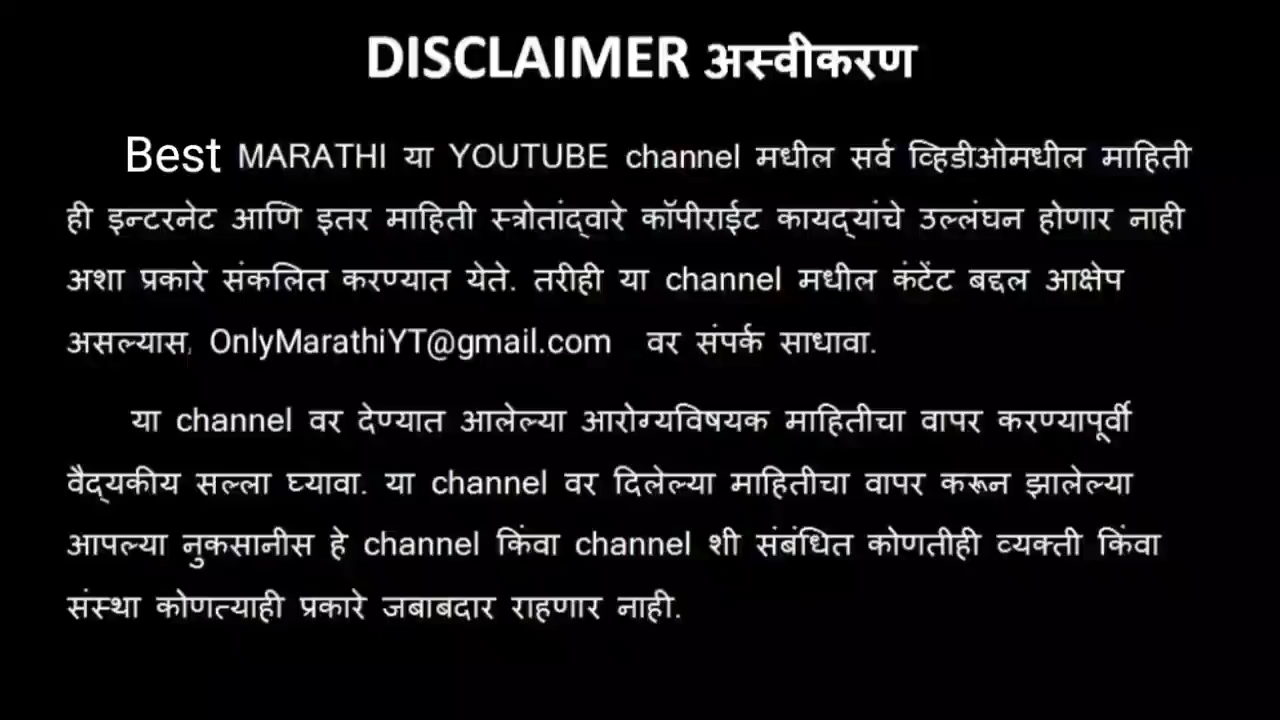 DISCLAIMER अस्वीकरण
Best MARATHI या YOUTUBE channel मधील सर्व व्हिडीओमधील माहिती
ही इन्टरनेट आणि इतर माहिती स्त्रोतांद्वारे कॉपीराईट कायद्यांचे उल्लंघन होणार नाही
अशा प्रकारे संकलित करण्यात येते. तरीही या channel मधील कंटेंट बद्दल आक्षेप
असल्यास, OnlyMarathiYT@gmail.com वर संपर्क साधावा.
या channel वर देण्यात आलेल्या आरोग्यविषयक माहितीचा वापर करण्यापूर्वी
वैद्यकीय सल्ला घ्यावा. या channel वर दिलेल्या माहितीचा वापर करून झालेल्या
आपल्या नुकसानीस हे channel किंवा channel शी संबंधित कोणतीही व्यक्ती किंवा
संस्था कोणत्याही प्रकारे जबाबदार राहणार नाही.